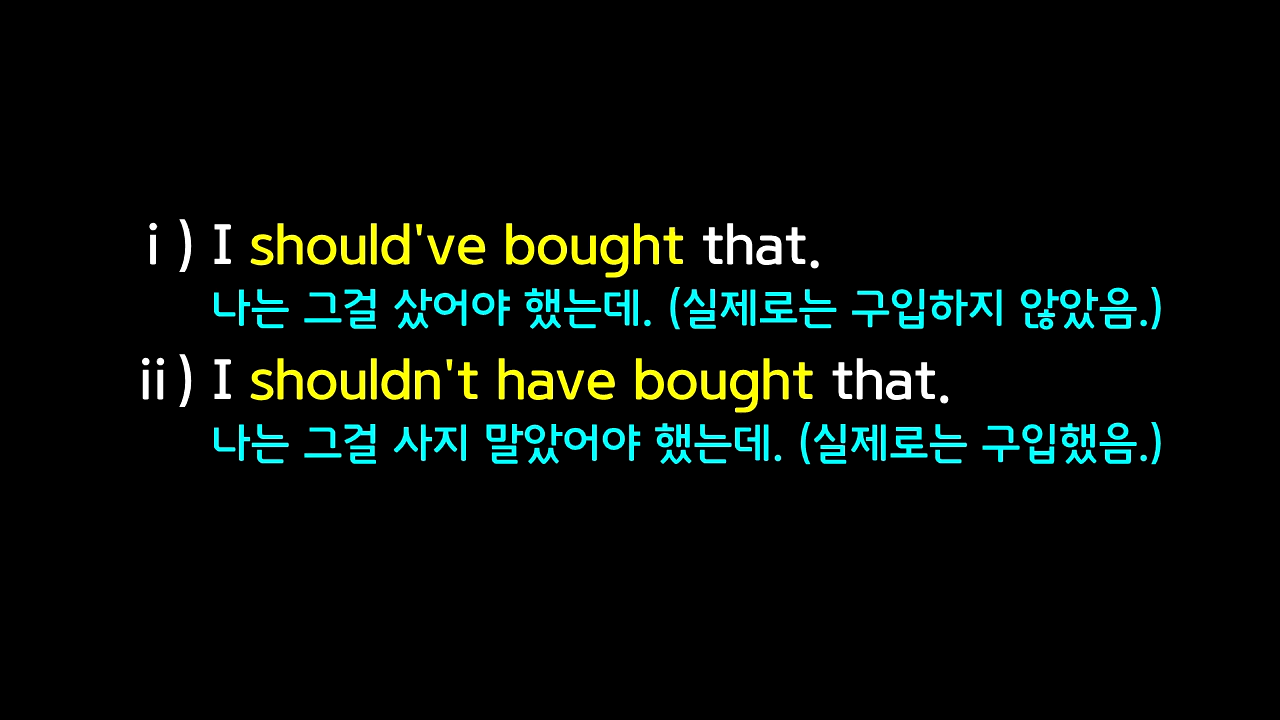 i) I should've bought that.
나는 그걸 샀어야 했는데. (실제로는 구입하지 않았음.)
ii) I shouldn't have bought that.
나는 그걸 사지 말았어야 했는데. (실제로는 구입했음.)